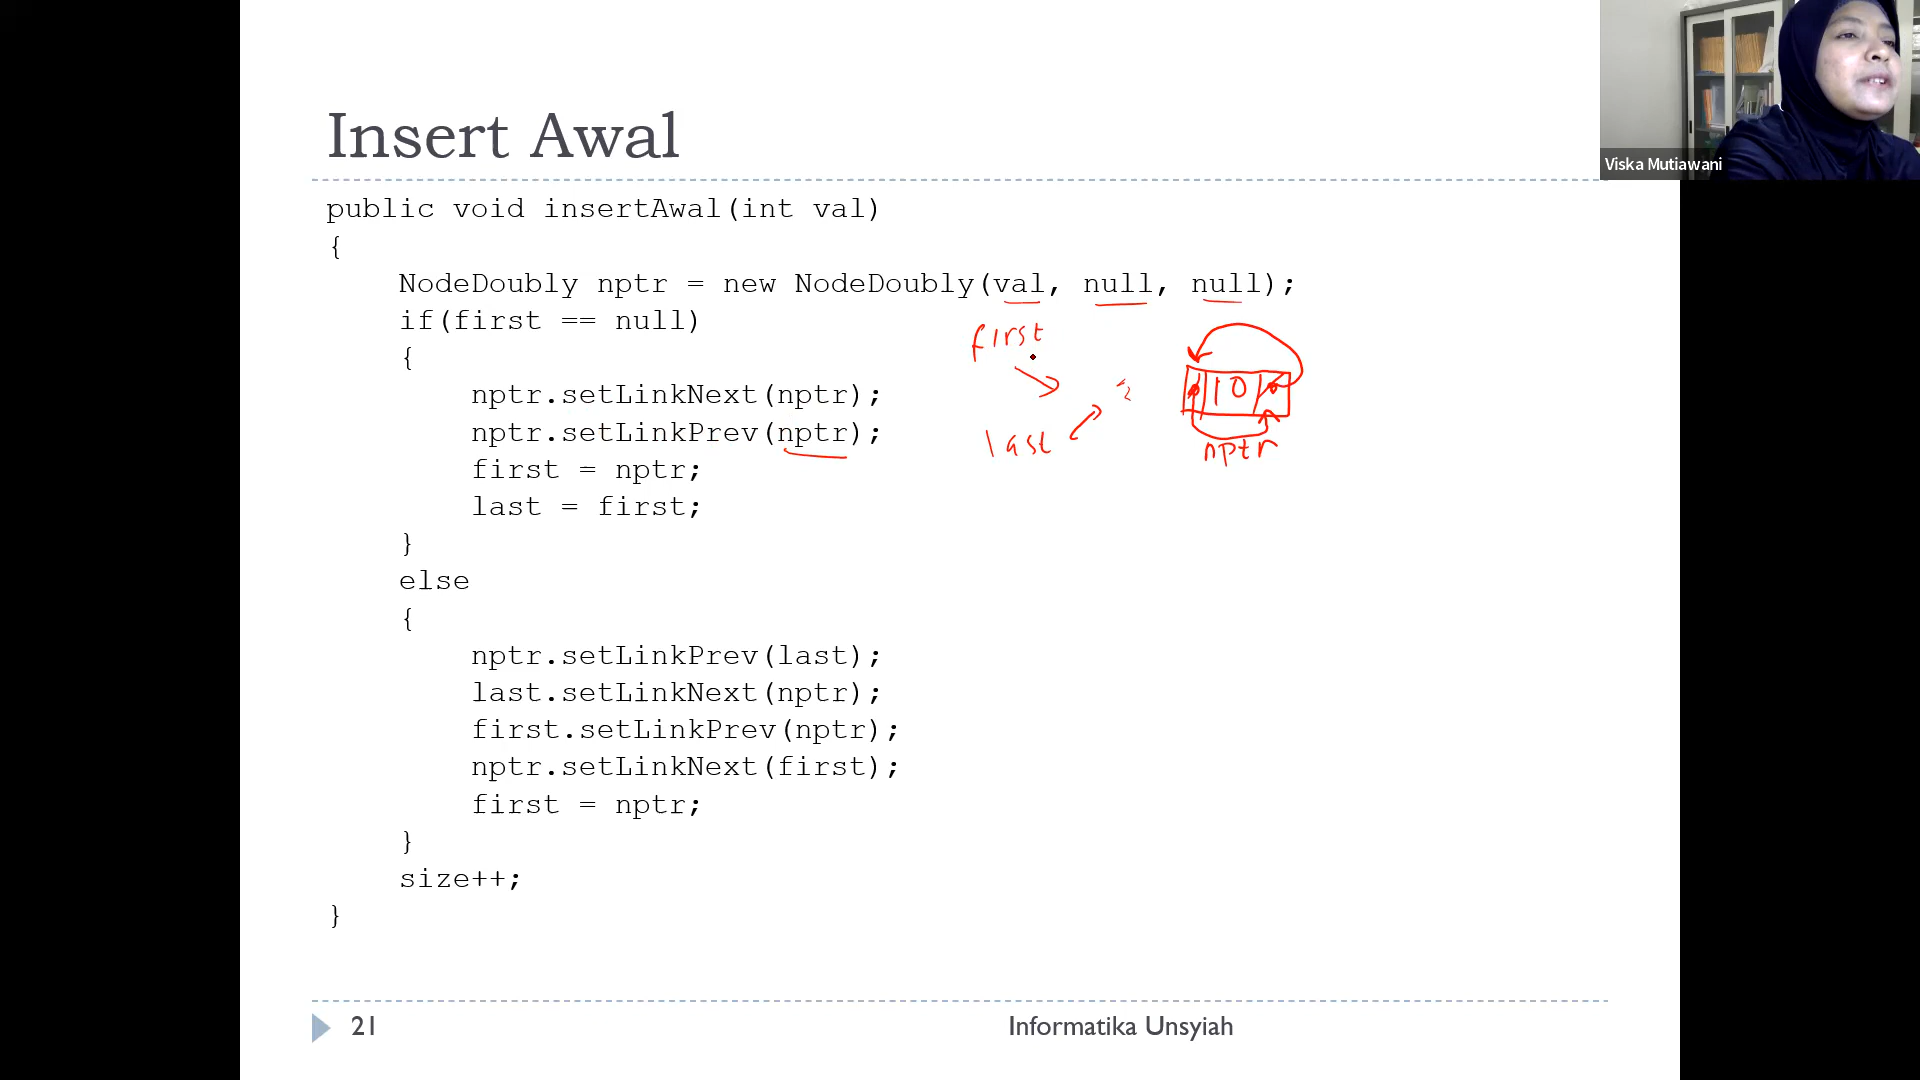 Viska Mutiawani
Insert Awal
public void insertAwal(int val)
{
NodeDoubly nptr = new NodeDoubly(val, null, null);
if(first == null)
{
nptr.setLinkNext(nptr);
nptr.setLinkPrev(nptr);
first = nptr;
last = first;
}
else
{
nptr.setLinkPrev(last);
last.setLinkNext(nptr);
first.setLinkPrev(nptr);
nptr.setLinkNext(first);
first = nptr;
}
size++;
}
first
10
last
nptr
21
Informatika Unsyiah